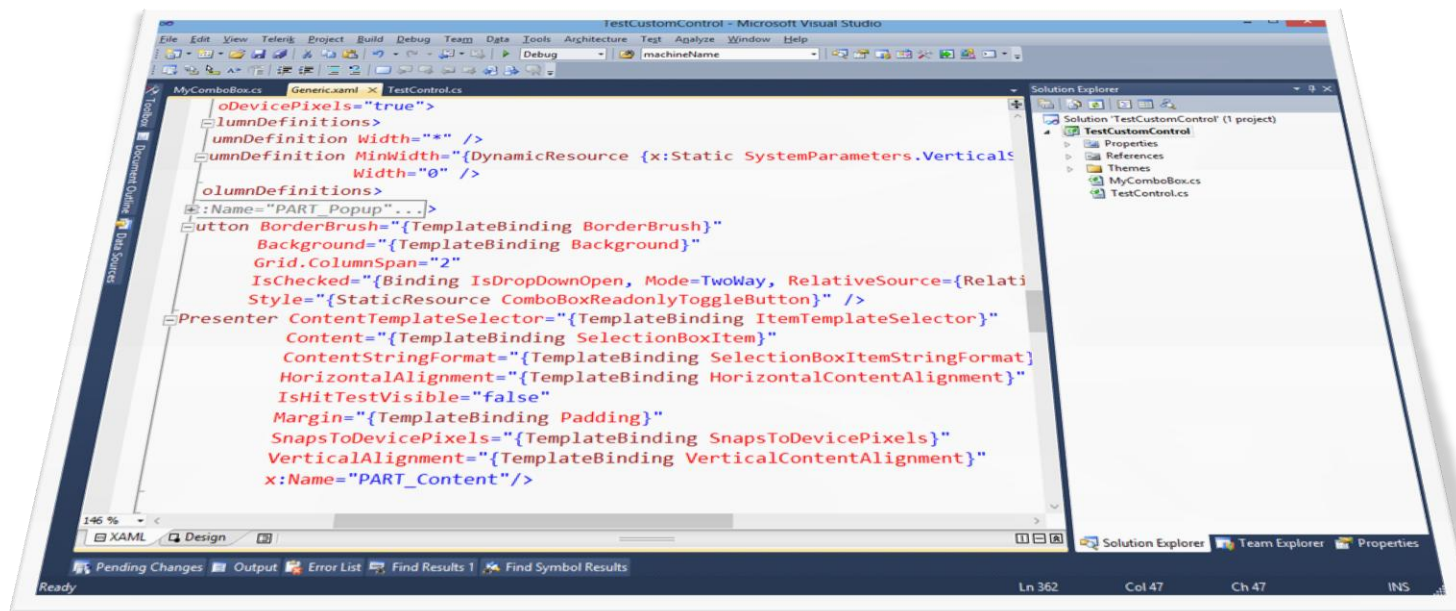 TestCustomControl - Microsoft Visual Studio
File Edit View Telerik Project Build Debug Team Data Tools Architecture Test Analyze Window Help
Debug machineName
MyComboBox.cs Generic.xaml TestControl.cs
oDevicePixels="true">
lumnDefinitions>
umnDefinition Width="*" />
umnDefinition MinWidth="{DynamicResource {x:Static SystemParameters.VerticalS
Width="0" />
olumnDefinitions>
:Name="PART_Popup"...>
utton BorderBrush="{TemplateBinding BorderBrush}"
Background="{TemplateBinding Background}"
Grid.ColumnSpan="2"
IsChecked="{Binding IsDropDownOpen, Mode=TwoWay, RelativeSource={Relati
Style="{StaticResource ComboBoxReadonlyToggleButton}" />
Presenter ContentTemplateSelector="{TemplateBinding ItemTemplateSelector}"
Content="{TemplateBinding SelectionBoxItem}"
ContentStringFormat="{TemplateBinding SelectionBoxItemStringFormat}
HorizontalAlignment="{TemplateBinding HorizontalContentAlignment}"
IsHitTestVisible="false"
Margin="{TemplateBinding Padding}"
SnapsToDevicePixels="{TemplateBinding SnapsToDevicePixels}"
VerticalAlignment="{TemplateBinding VerticalContentAlignment}"
x:Name="PART_Content"/>
146 %
XAML Design
Toolbox
Document Outline
Data Sources
Solution Explorer
Solution 'TestCustomControl' (1 project)
TestCustomControl
Properties
References
Themes
MyComboBox.cs
TestControl.cs
Solution Explorer Team Explorer Properties
Pending Changes Output Error List Find Results 1 Find Symbol Results
Ready Ln 362 Col 47 Ch 47 INS